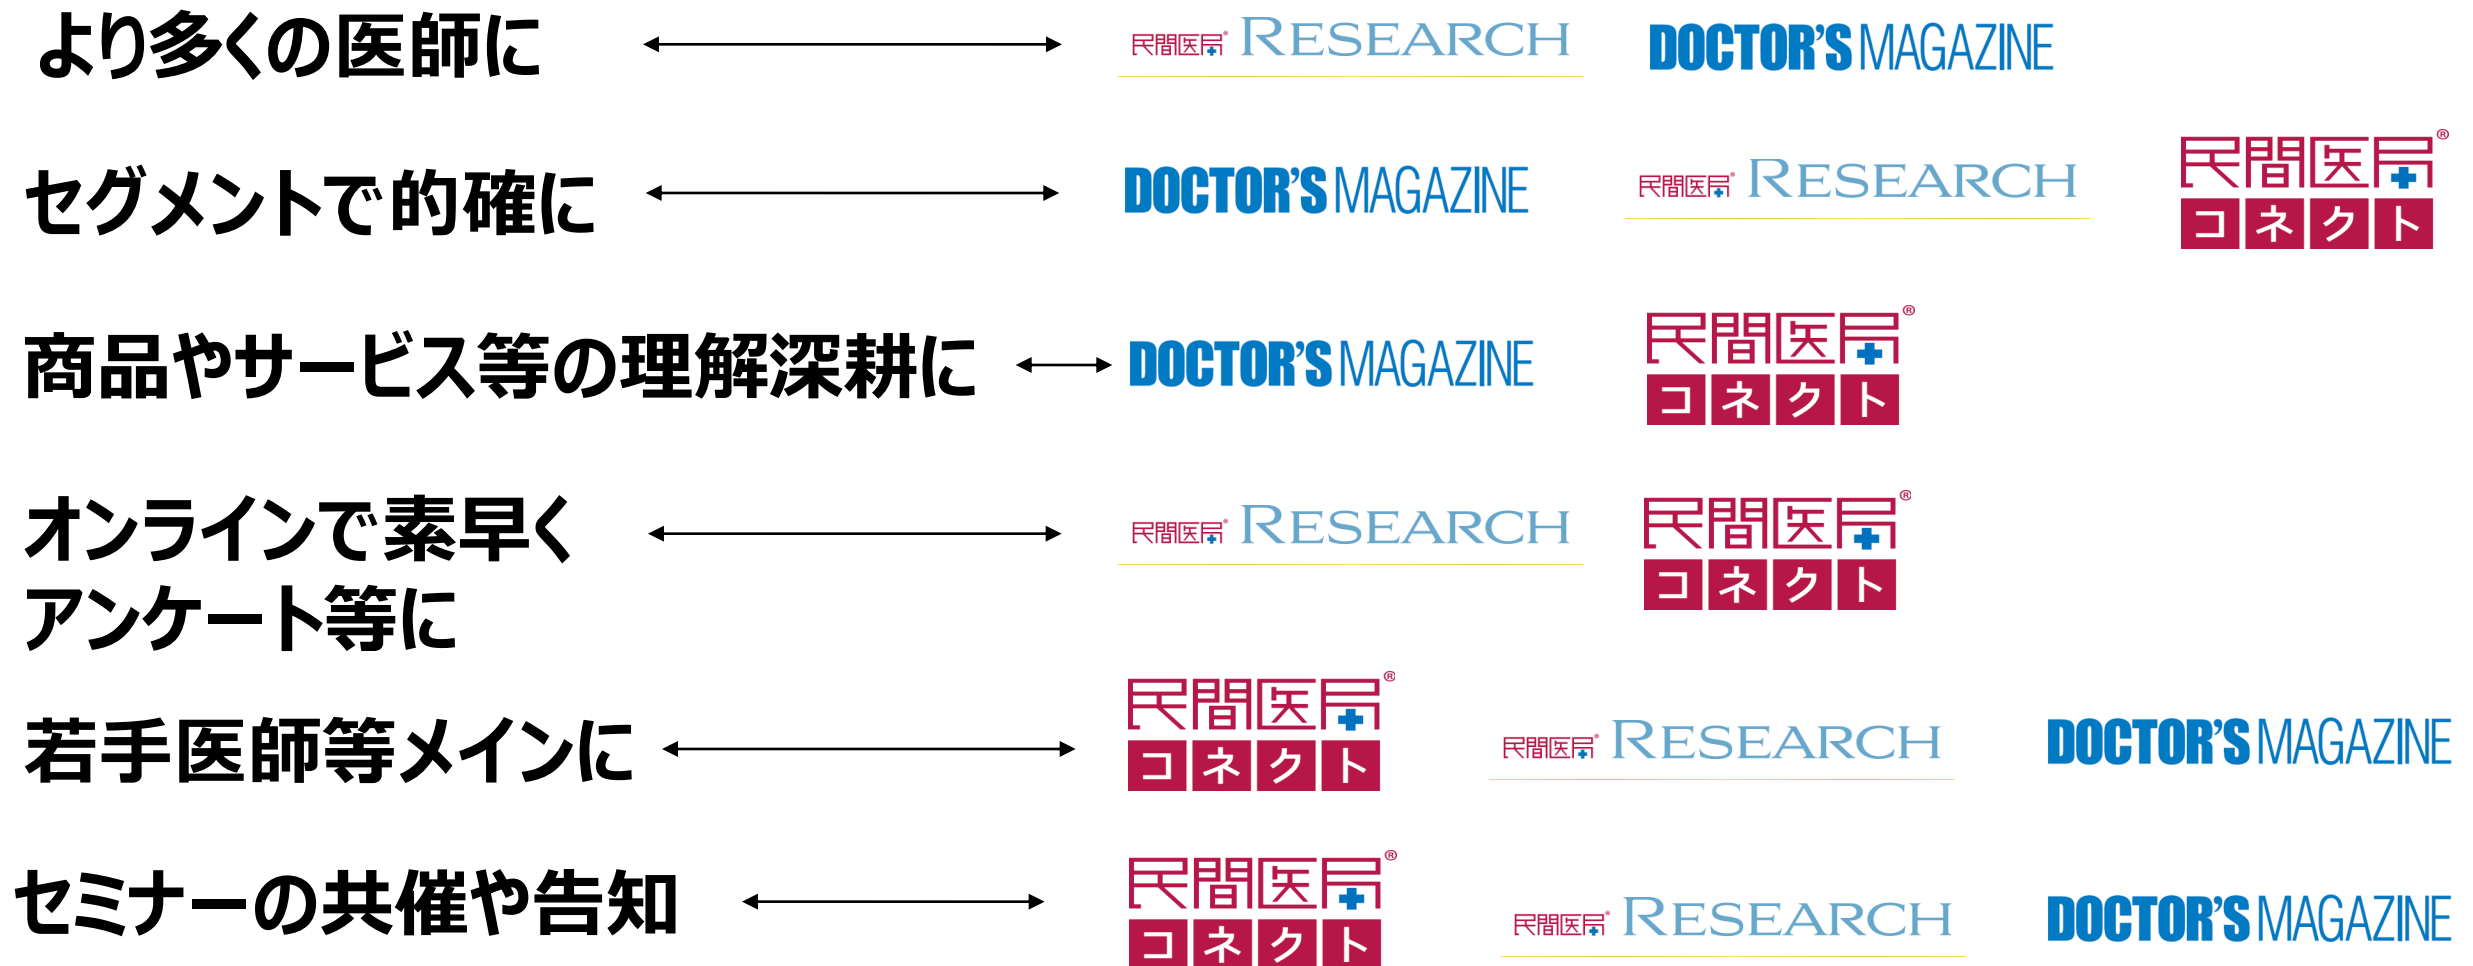 より多くの医師に 民間医局® RESEARCH DOCTOR'S MAGAZINE
セグメントで的確に DOCTOR'S MAGAZINE 民間医局® RESEARCH 民間医局®
コネクト
商品やサービス等の理解深耕に DOCTOR'S MAGAZINE 民間医局®
コネクト
オンラインで素早く 民間医局® RESEARCH 民間医局®
コネクト
アンケート等に
若手医師等メインに 民間医局® 民間医局® RESEARCH DOCTOR'S MAGAZINE
コネクト
セミナーの共催や告知 民間医局® 民間医局® RESEARCH DOCTOR'S MAGAZINE
コネクト